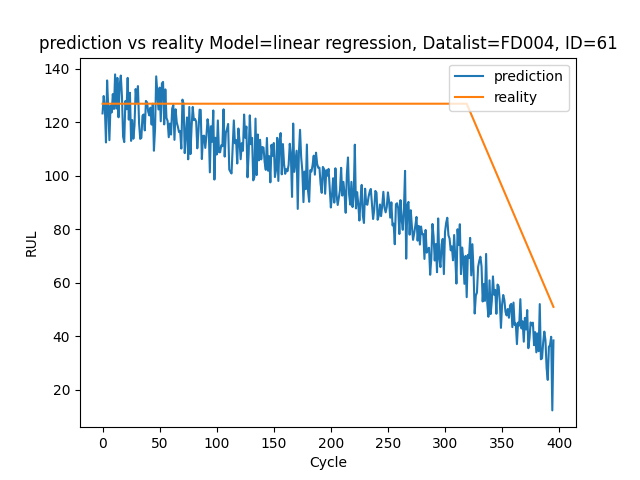 prediction vs reality Model=linear regression, Datalist=FD004, ID=61
prediction
reality
RUL
140
120
100
80
60
40
20
0 50 100 150 200 250 300 350 400
Cycle